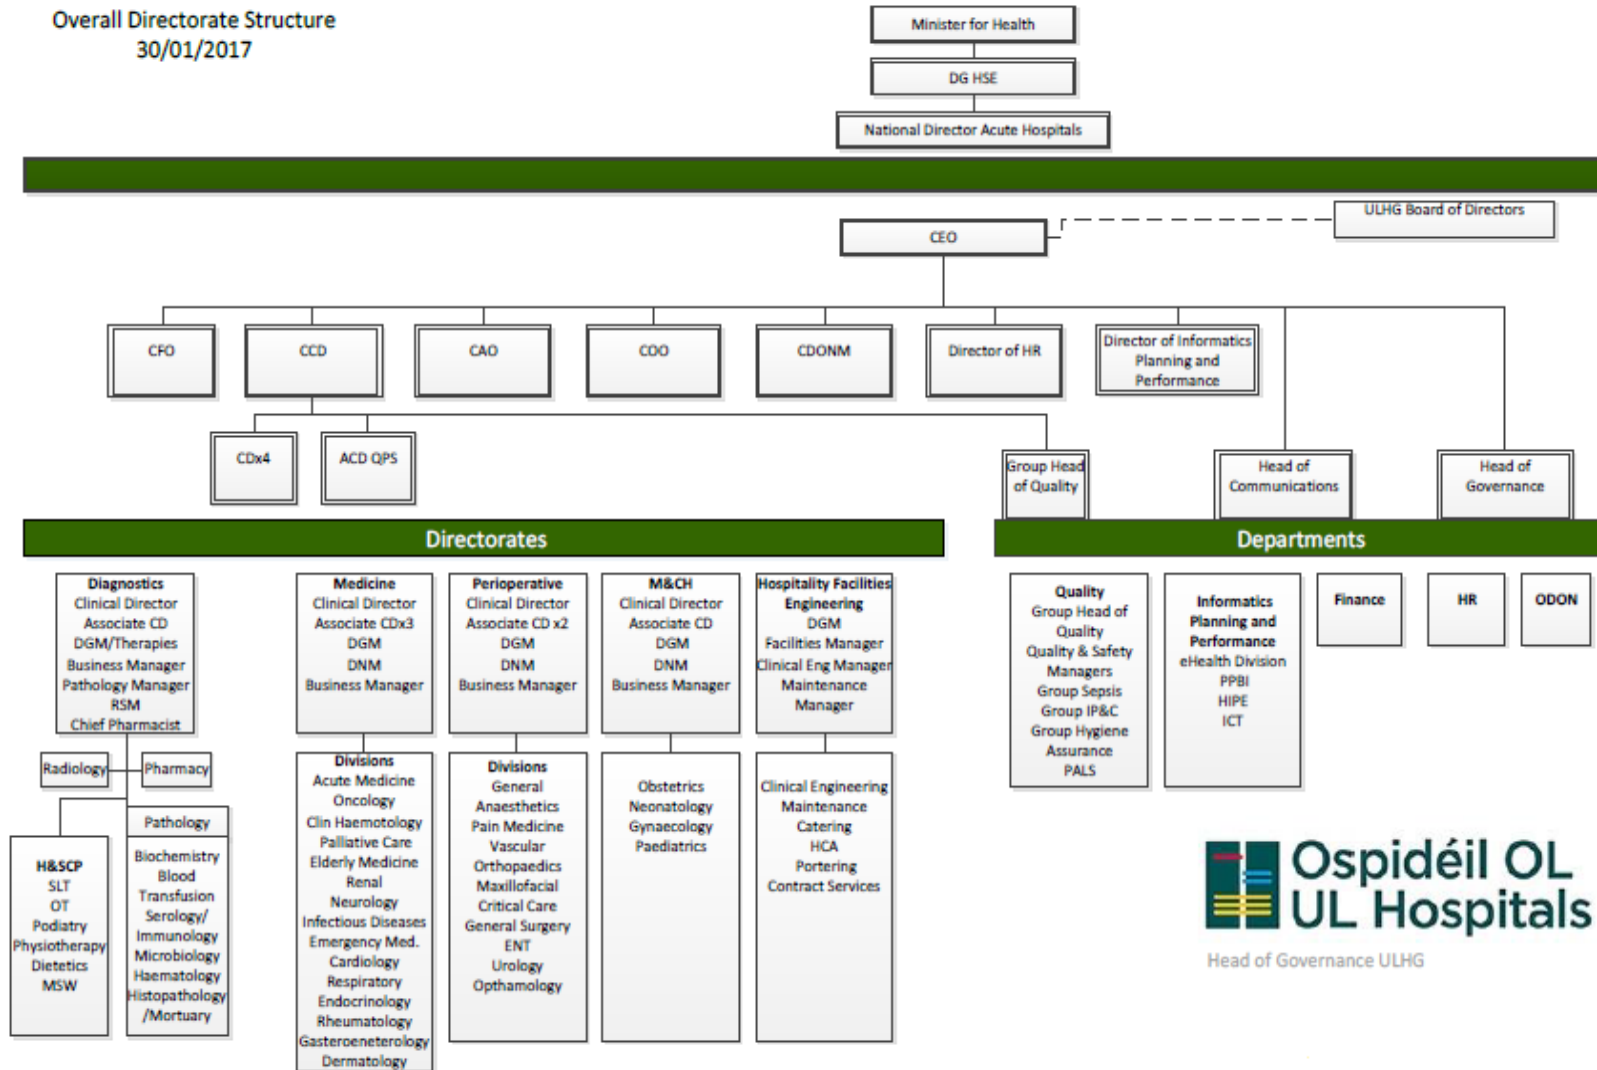 Overall Directorate Structure
30/01/2017
Minister for Health
DG HSE
National Director Acute Hospitals
ULHG Board of Directors
CEO
CFO
CCD
CAO
COO
CDONM
Director of HR
Director of Informatics
Planning and
Performance
CDx4
ACD QPS
Group Head
of Quality
Head of
Communications
Head of
Governance
Directorates
Departments
Diagnostics
Clinical Director
Associate CD
DGM/Therapies
Business Manager
Pathology Manager
RSM
Chief Pharmacist
Medicine
Clinical Director
Associate CDx3
DGM
DNM
Business Manager
Perioperative
Clinical Director
Associate CD x2
DGM
DNM
Business Manager
M&CH
Clinical Director
Associate CD
DGM
DNM
Business Manager
Hospitality Facilities
Engineering
DGM
Facilities Manager
Clinical Eng Manager
Maintenance
Manager
Quality
Group Head of
Quality
Quality & Safety
Managers
Group Sepsis
Group IP&C
Group Hygiene
Assurance
PALS
Informatics
Planning and
Performance
eHealth Division
PPBI
HIPE
ICT
Finance
HR
ODON
Radiology
Pharmacy
H&SCP
SLT
OT
Podiatry
Physiotherapy
Dietetics
MSW
Pathology
Biochemistry
Blood
Transfusion
Serology/
Immunology
Microbiology
Haematology
Histopathology
/Mortuary
Divisions
Acute Medicine
Oncology
Clin Haemotology
Palliative Care
Elderly Medicine
Renal
Neurology
Infectious Diseases
Emergency Med.
Cardiology
Respiratory
Endocrinology
Rheumatology
Gasteroeneterology
Dermatology
Divisions
General
Anaesthetics
Pain Medicine
Vascular
Orthopaedics
Maxillofacial
Critical Care
General Surgery
ENT
Urology
Opthamology
Obstetrics
Neonatology
Gynaecology
Paediatrics
Clinical Engineering
Maintenance
Catering
HCA
Portering
Contract Services
Ospidéil OL
UL Hospitals
Head of Governance ULHG